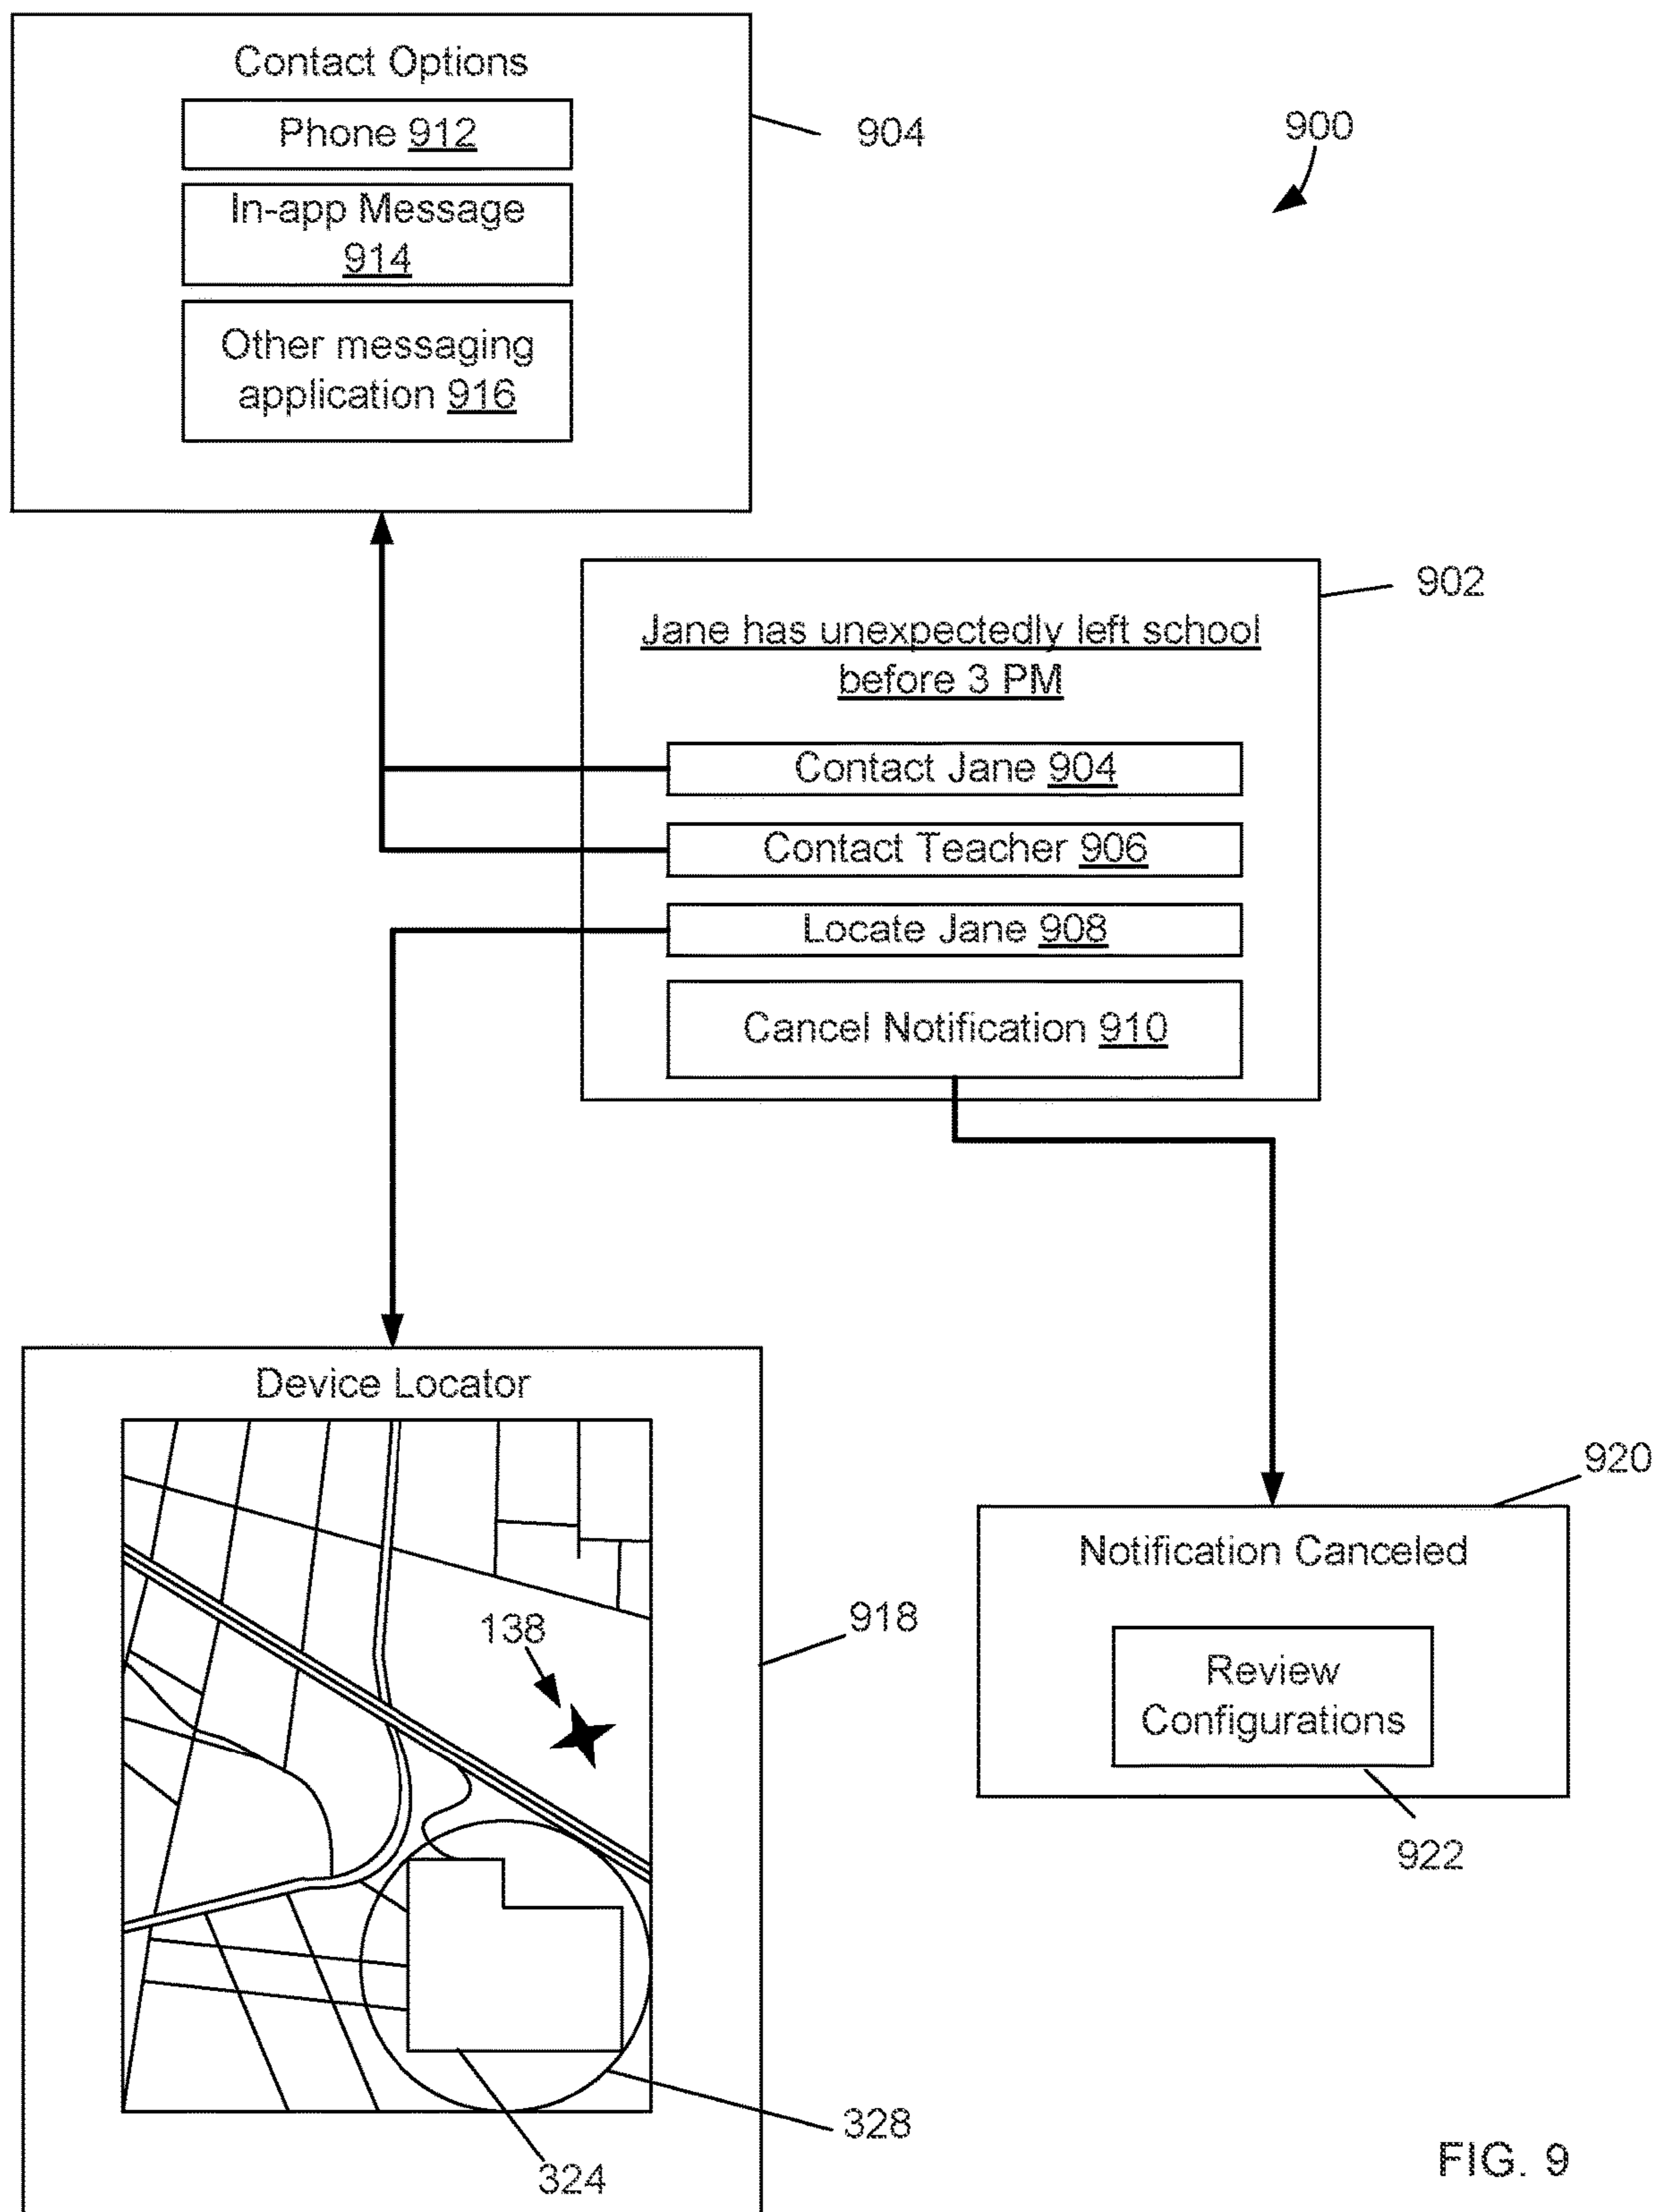 Contact Options
Phone 912
In-app Message
914
Other messaging
application 916
904
900
902
Jane has unexpectedly left school
before 3 PM
Contact Jane 904
Contact Teacher 906
Locate Jane 908
Cancel Notification 910
Device Locator
138
918
328
324
920
Notification Canceled
Review
Configurations
922
FIG. 9